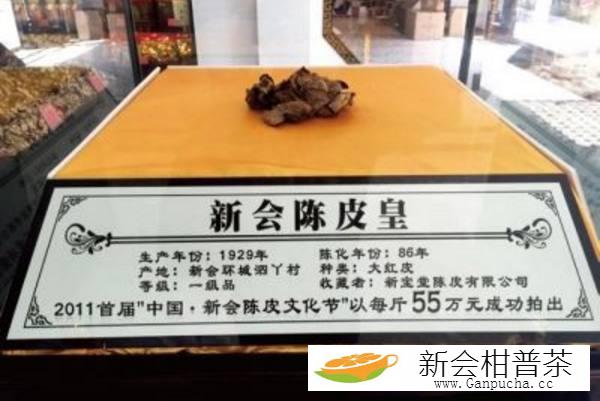 新会陈皮皇
生产年份：1929年 陈化年份：86年
产地：新会环城泗丫村 种类：大红皮
等级：一级品 收藏者：新宝堂陈皮有限公司
2011首届"中国·新会陈皮文化节"以每斤55万元成功拍出
新会柑普茶
www.Ganpucha.cc